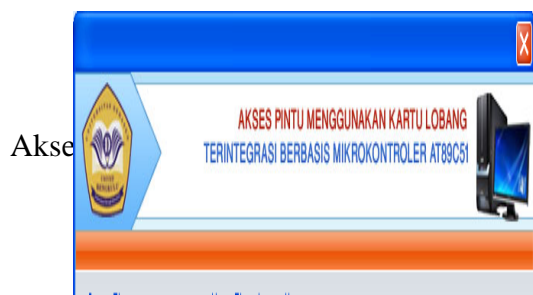 AKSES PINTU MENGGUNAKAN KARTU LOBANG
TERINTEGRASI BERBASIS MIKROKONTROLER AT89C51
Akse